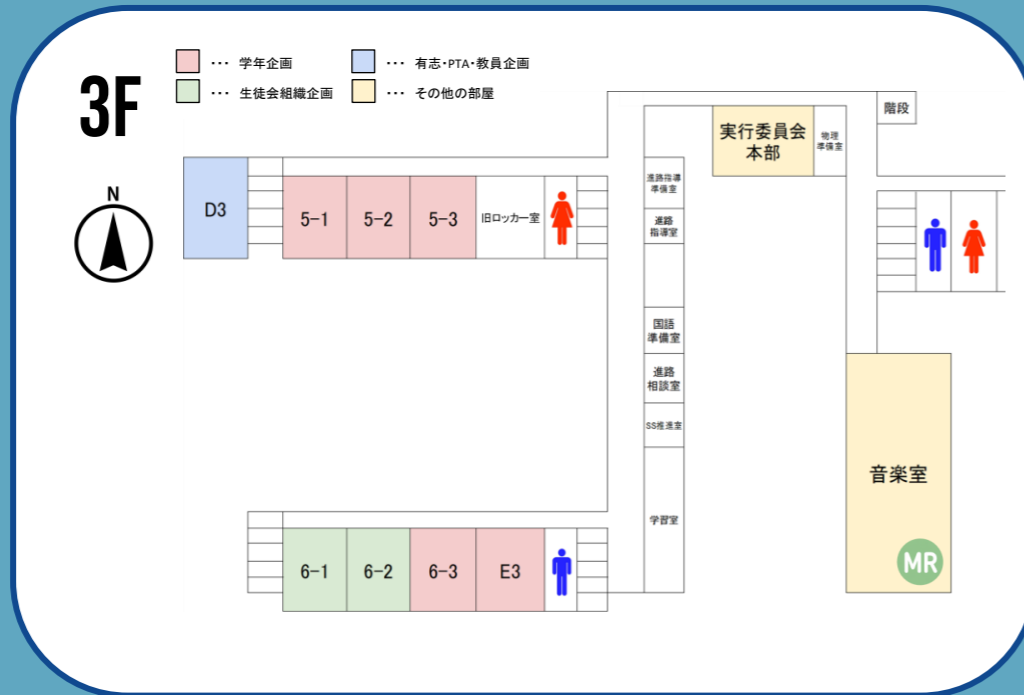 3F
… 学年企画
… 有志・PTA・教員企画
… 生徒会組織企画
… その他の部屋
N
階段
実行委員会
本部
物理
準備室
D3
5-1
5-2
5-3
旧ロッカー室
進路指導
準備室
進路
指導室
国語
準備室
進路
相談室
SS推進室
学習室
音楽室
MR
6-1
6-2
6-3
E3